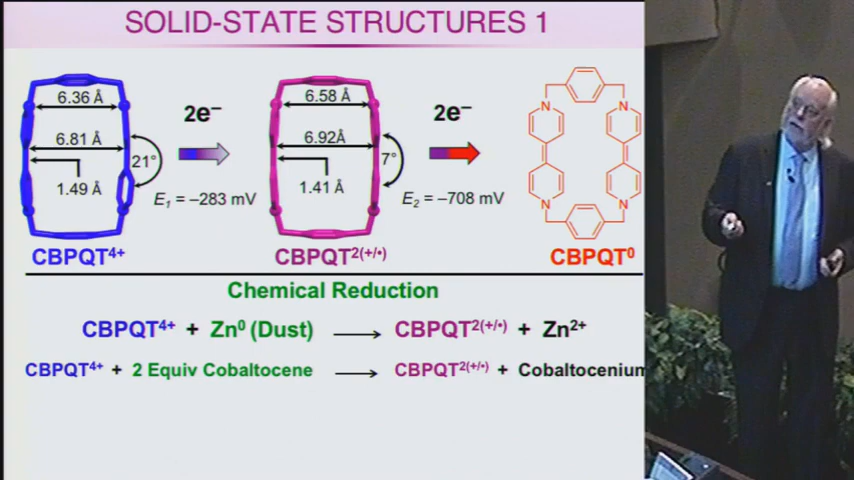 SOLID-STATE STRUCTURES 1
6.36 Å
6.81 Å
21°
1.49 Å
CBPQT⁴⁺
2e⁻
E₁ = –283 mV
6.58 Å
6.92Å
7°
1.41 Å
CBPQT²⁽⁺ᐟ•⁾
2e⁻
E₂ = –708 mV
N
N
N
N
CBPQT⁰
Chemical Reduction
CBPQT⁴⁺ + Zn⁰ (Dust) → CBPQT²⁽⁺ᐟ•⁾ + Zn²⁺
CBPQT⁴⁺ + 2 Equiv Cobaltocene → CBPQT²⁽⁺ᐟ•⁾ + Cobaltocenium